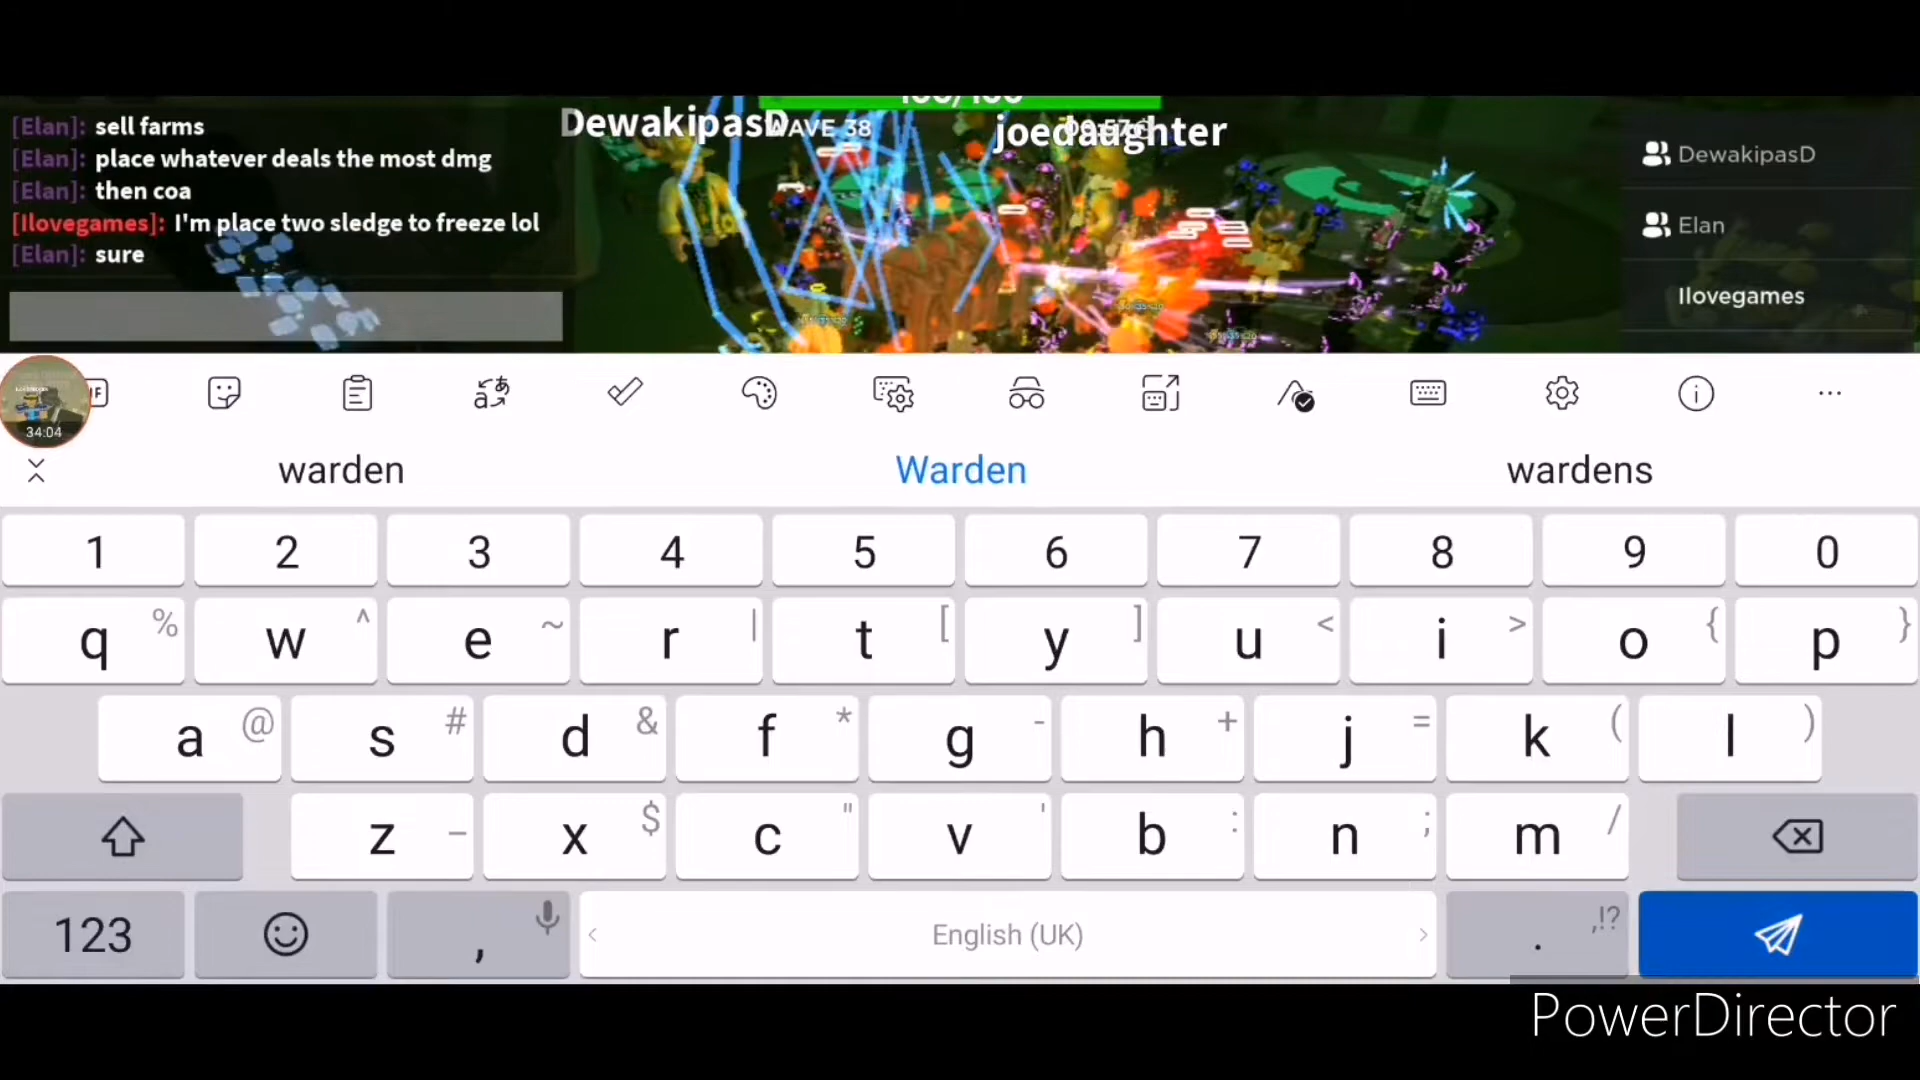 [Elan]: sell farms
[Elan]: place whatever deals the most dmg
[Elan]: then coa
[Ilovegames]: I'm place two sledge to freeze lol
[Elan]: sure
DewakipasD
WAVE 38
joedaughter
DewakipasD
Elan
Ilovegames
34:04
warden
Warden
wardens
1 2 3 4 5 6 7 8 9 0
q % w ^ e ~ r | t [ y ] u < i > o { p }
a @ s # d & f * g - h + j = k ( l )
z _ x $ c " v ' b : n ; m /
123 , < English (UK) > . ,!?
PowerDirector